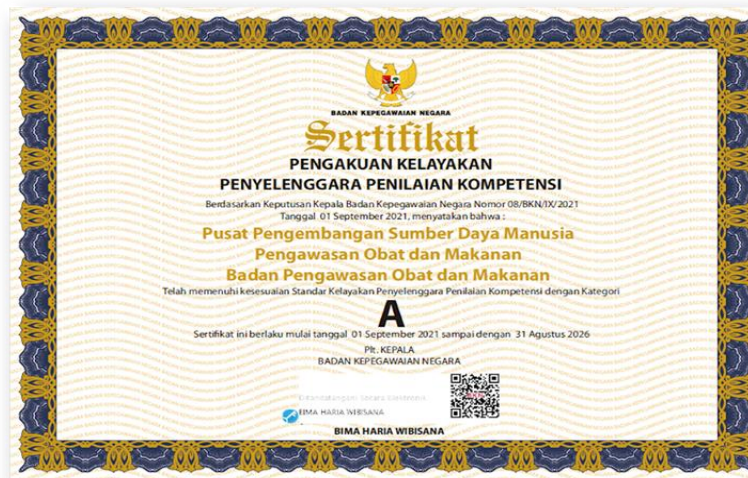 BADAN KEPEGAWAIAN NEGARA
Sertifikat
PENGAKUAN KELAYAKAN
PENYELENGGARA PENILAIAN KOMPETENSI
Berdasarkan Keputusan Kepala Badan Kepegawaian Negara Nomor 08/BKN/IX/2021
Tanggal 01 September 2021, menyatakan bahwa :
Pusat Pengembangan Sumber Daya Manusia
Pengawasan Obat dan Makanan
Badan Pengawasan Obat dan Makanan
Telah memenuhi kesesuaian Standar Kelayakan Penyelenggara Penilaian Kompetensi dengan Kategori
A
Sertifikat ini berlaku mulai tanggal 01 September 2021 sampai dengan 31 Agustus 2026
Plt. KEPALA
BADAN KEPEGAWAIAN NEGARA
Ditandatangani Secara Elektronik
BIMA HARIA WIBISANA
BIMA HARIA WIBISANA